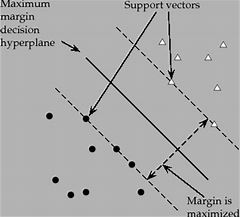 Maximum
margin
decision
hyperplane
Support vectors
Margin is
maximized